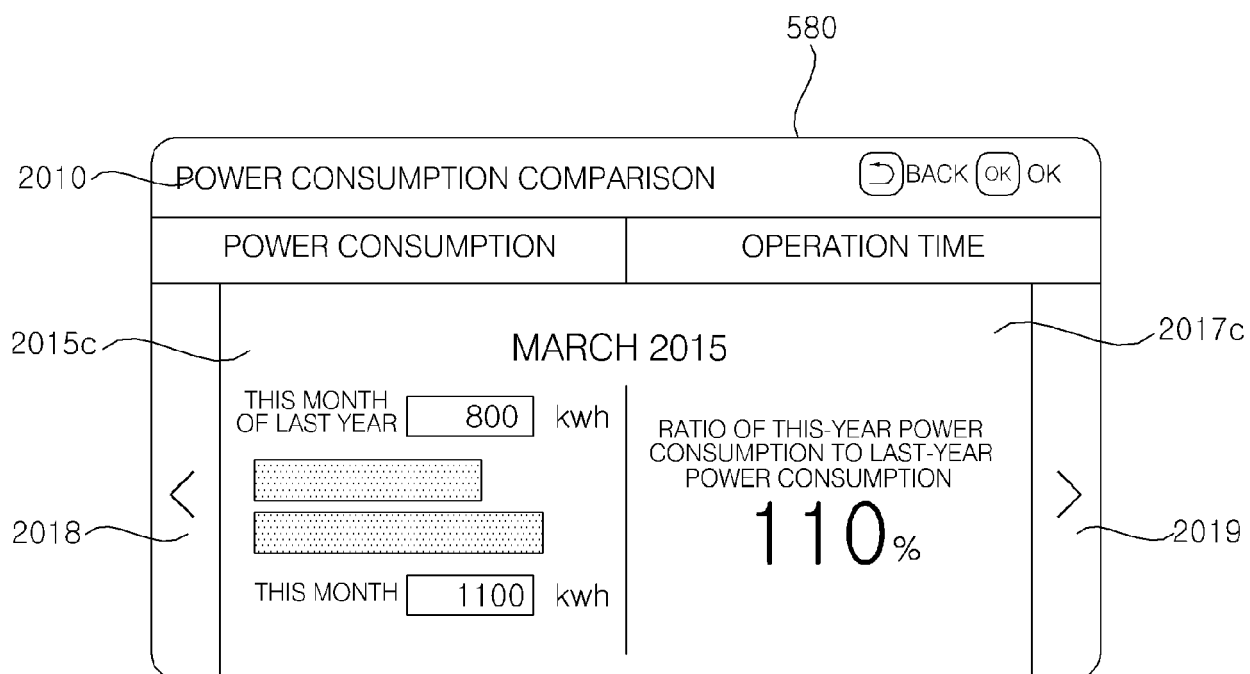 580
2010
POWER CONSUMPTION COMPARISON
BACK OK OK
POWER CONSUMPTION
OPERATION TIME
2015c
2017c
MARCH 2015
THIS MONTH
OF LAST YEAR
800 kwh
RATIO OF THIS-YEAR POWER
CONSUMPTION TO LAST-YEAR
POWER CONSUMPTION
110%
<
>
2018
2019
THIS MONTH 1100 kwh